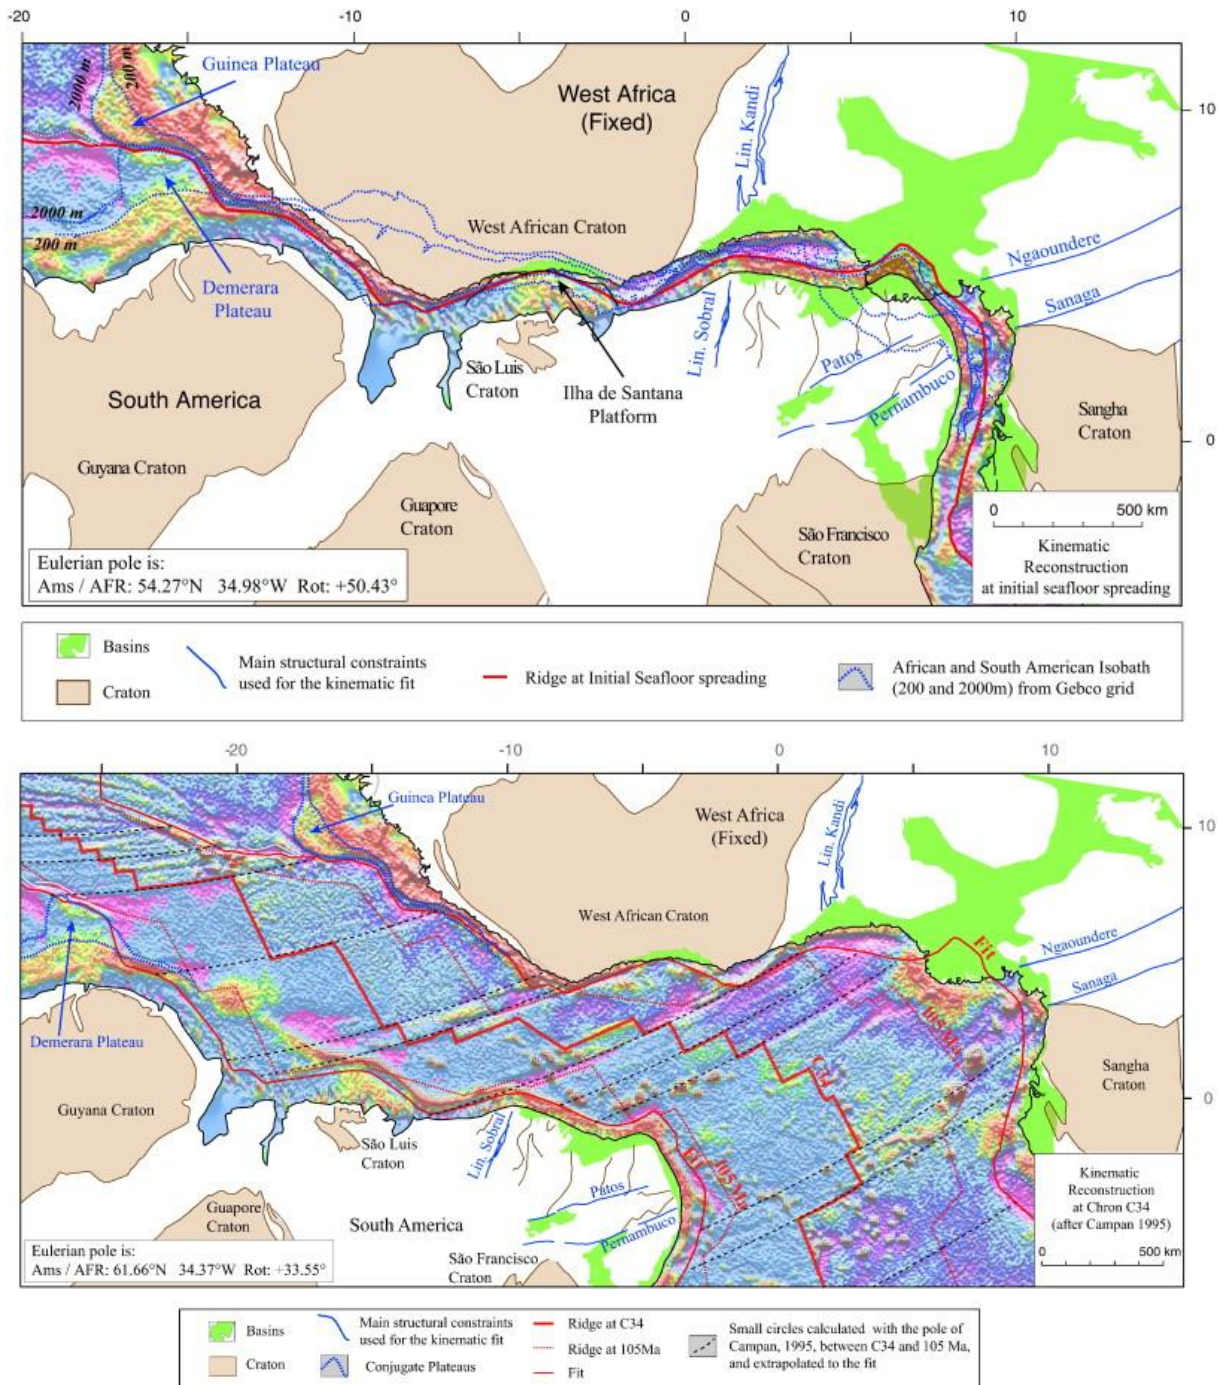 -20 -10 0 10
Guinea Plateau
2000 m
200 m
West Africa
(Fixed)
Lin. Kandi
10
West African Craton
Ngaoundere
2000 m
200 m
Demerara
Plateau
Lin. Sobral
Sanaga
São Luis
Craton
Ilha de Santana
Platform
Patos
Pernambuco
South America
Sangha
Craton
0
Guyana Craton
Guapore
Craton
São Francisco
Craton
0 500 km
Kinematic
Reconstruction
at initial seafloor spreading
Eulerian pole is:
Ams / AFR: 54.27°N 34.98°W Rot: +50.43°
Basins
Craton
Main structural constraints
used for the kinematic fit
Ridge at Initial Seafloor spreading
African and South American Isobath
(200 and 2000m) from Gebco grid
-20 -10 0 10
Guinea Plateau
West Africa
(Fixed)
Lin. Kandi
10
West African Craton
Fit
Ngaoundere
Sanaga
105 Ma
Demerara Plateau
C34
Sangha
Craton
Guyana Craton
0
São Luis
Craton
Lin. Sobral
Fit
105 Ma
Patos
Guapore
Craton
South America
Pernambuco
São Francisco
Craton
Kinematic
Reconstruction
at Chron C34
(after Campan 1995)
0 500 km
Eulerian pole is:
Ams / AFR: 61.66°N 34.37°W Rot: +33.55°
Basins
Craton
Main structural constraints
used for the kinematic fit
Conjugate Plateaus
Ridge at C34
Ridge at 105Ma
Fit
Small circles calculated with the pole of
Campan, 1995, between C34 and 105 Ma,
and extrapolated to the fit